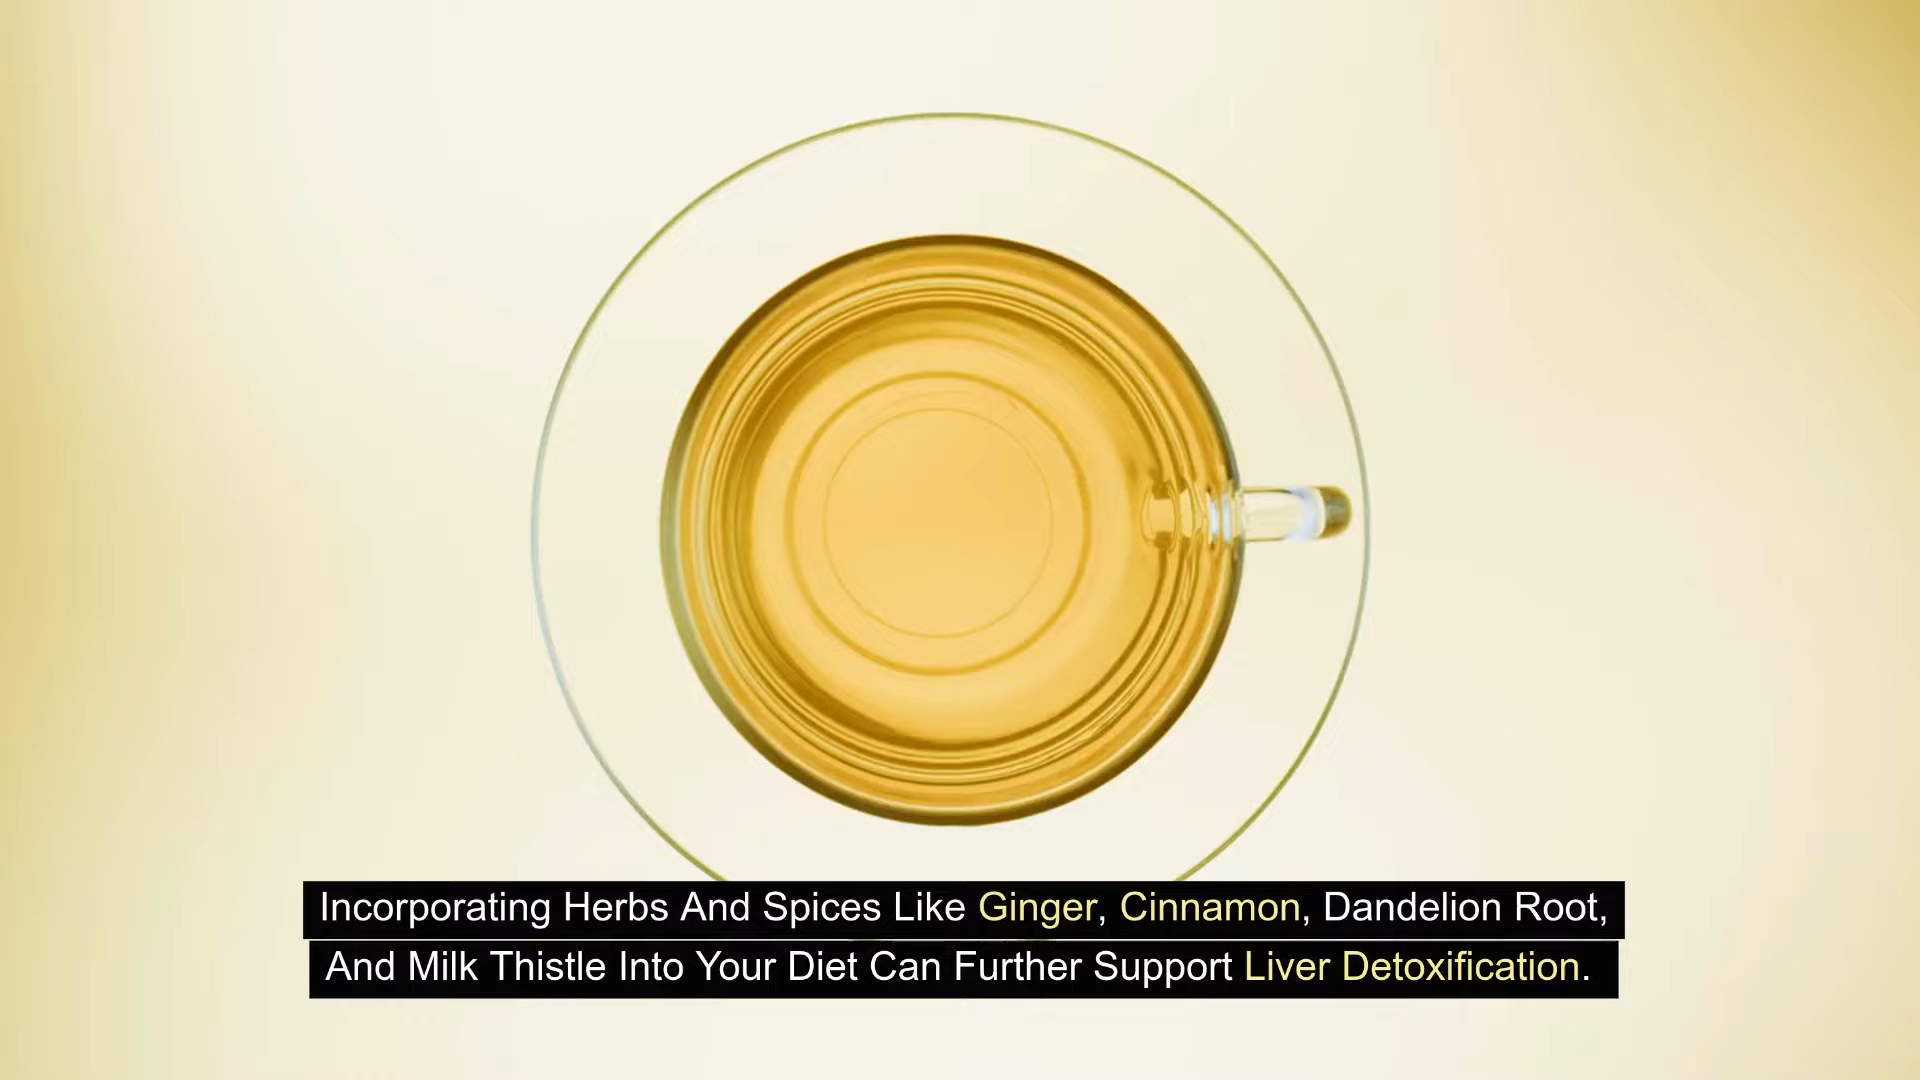 Incorporating Herbs And Spices Like Ginger, Cinnamon, Dandelion Root,
And Milk Thistle Into Your Diet Can Further Support Liver Detoxification.